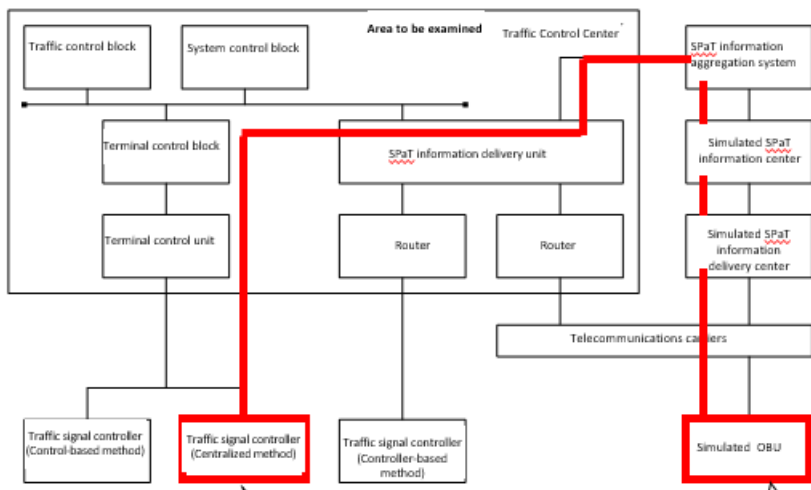 Area to be examined
Traffic Control Center
Traffic control block
System control block
SPaT information
aggregation system
Terminal control block
SPaT information delivery unit
Simulated SPaT
information center
Terminal control unit
Router
Router
Simulated SPaT
information
delivery center
Telecommunications carriers
Traffic signal controller
(Control-based method)
Traffic signal controller
(Centralized method)
Traffic signal controller
(Controller-based
method)
Simulated OBU